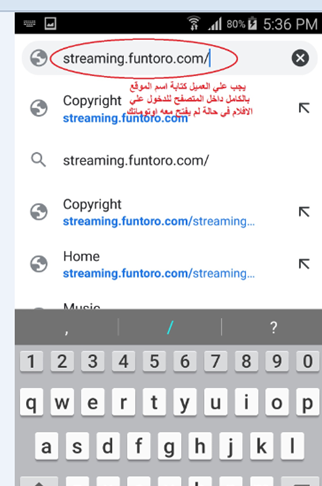 80% 5:36 PM
streaming.funtoro.com/
يجب علي العميل كتابة اسم الموقع
بالكامل داخل المتصفح للدخول علي
الافلام في حالة لم يفتح معه اوتوماتك
Copyright
streaming.funtoro.com
streaming.funtoro.com/
Copyright
streaming.funtoro.com/streaming...
Home
streaming.funtoro.com/streaming...
Music
, / ?
1 2 3 4 5 6 7 8 9 0
q w e r t y u i o p
a s d f g h j k l